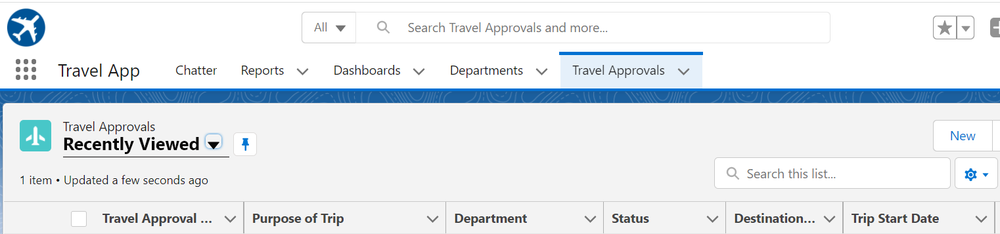 All
Search Travel Approvals and more...
Travel App
Chatter
Reports
Dashboards
Departments
Travel Approvals
Travel Approvals
Recently Viewed
New
1 item • Updated a few seconds ago
Search this list...
Travel Approval ...
Purpose of Trip
Department
Status
Destination...
Trip Start Date